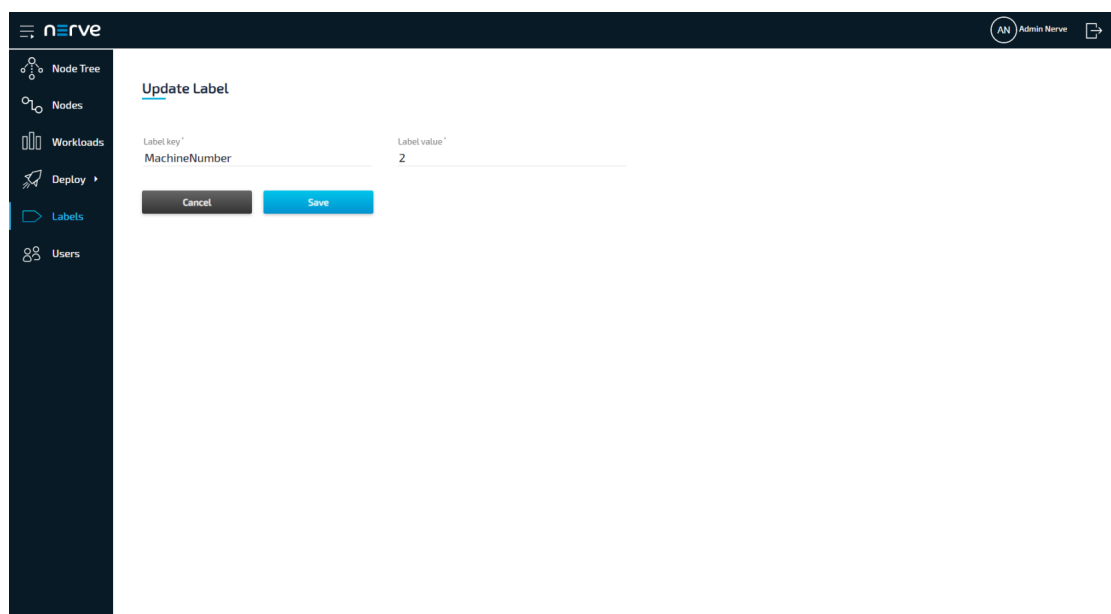 nerve
AN Admin Nerve
Node Tree
Nodes
Workloads
Deploy
Labels
Users
Update Label
Label key *
MachineNumber
Label value *
2
Cancel
Save